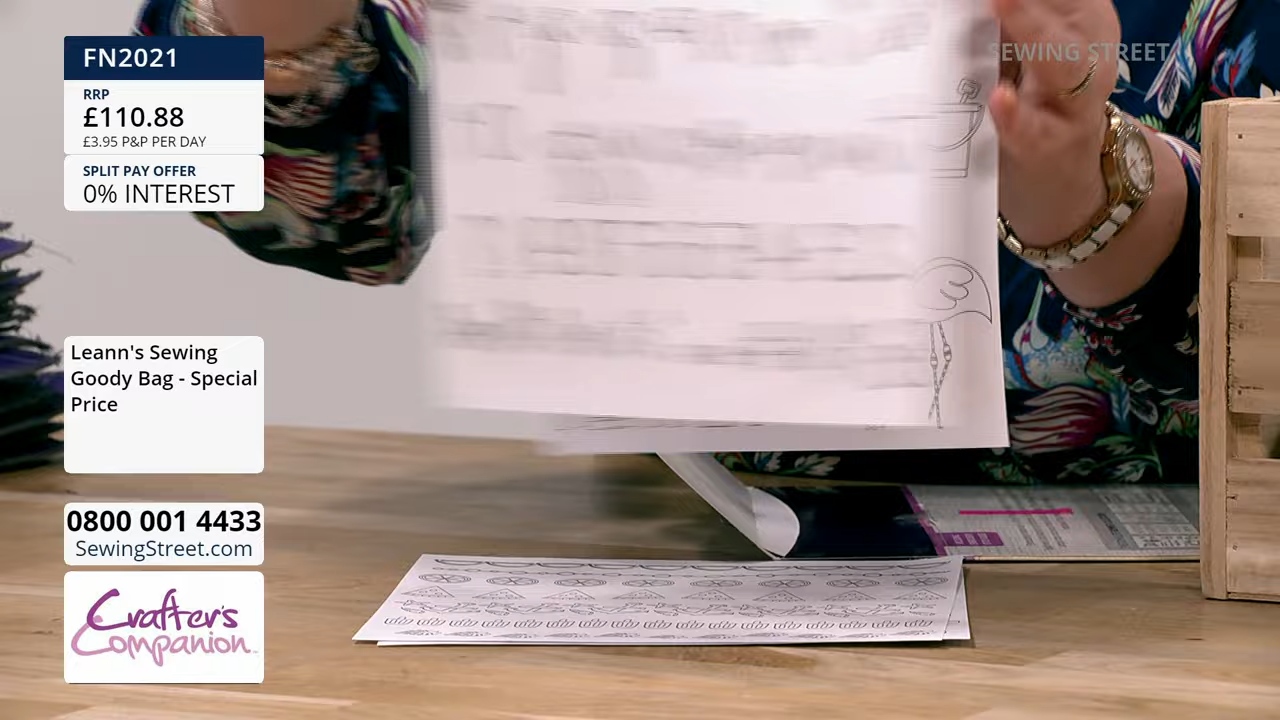 FN2021
RRP
£110.88
£3.95 P&P PER DAY
SPLIT PAY OFFER
0% INTEREST
SEWING STREET
Leann's Sewing
Goody Bag - Special
Price
0800 001 4433
SewingStreet.com
Crafter's
Companion